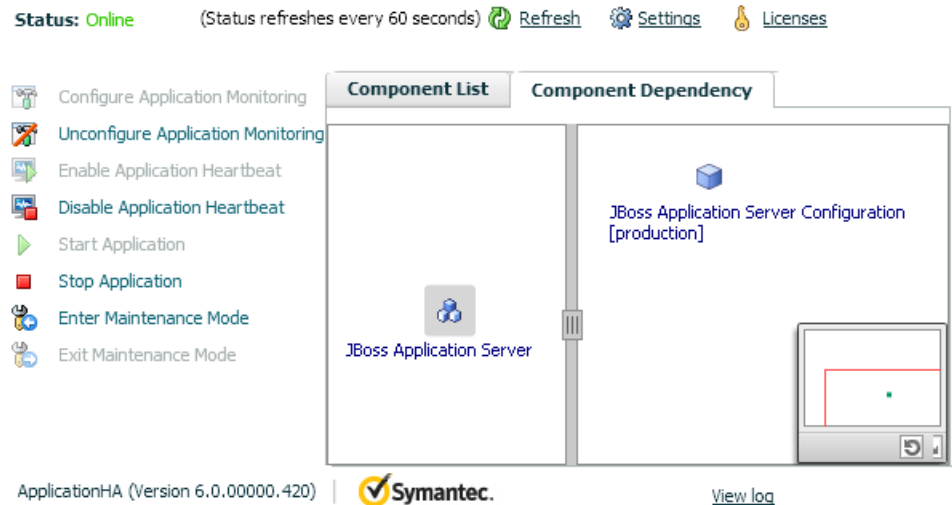 Status: Online (Status refreshes every 60 seconds) Refresh Settings Licenses
Configure Application Monitoring
Unconfigure Application Monitoring
Enable Application Heartbeat
Disable Application Heartbeat
Start Application
Stop Application
Enter Maintenance Mode
Exit Maintenance Mode
Component List Component Dependency
JBoss Application Server
JBoss Application Server Configuration
[production]
ApplicationHA (Version 6.0.00000.420) Symantec. View log